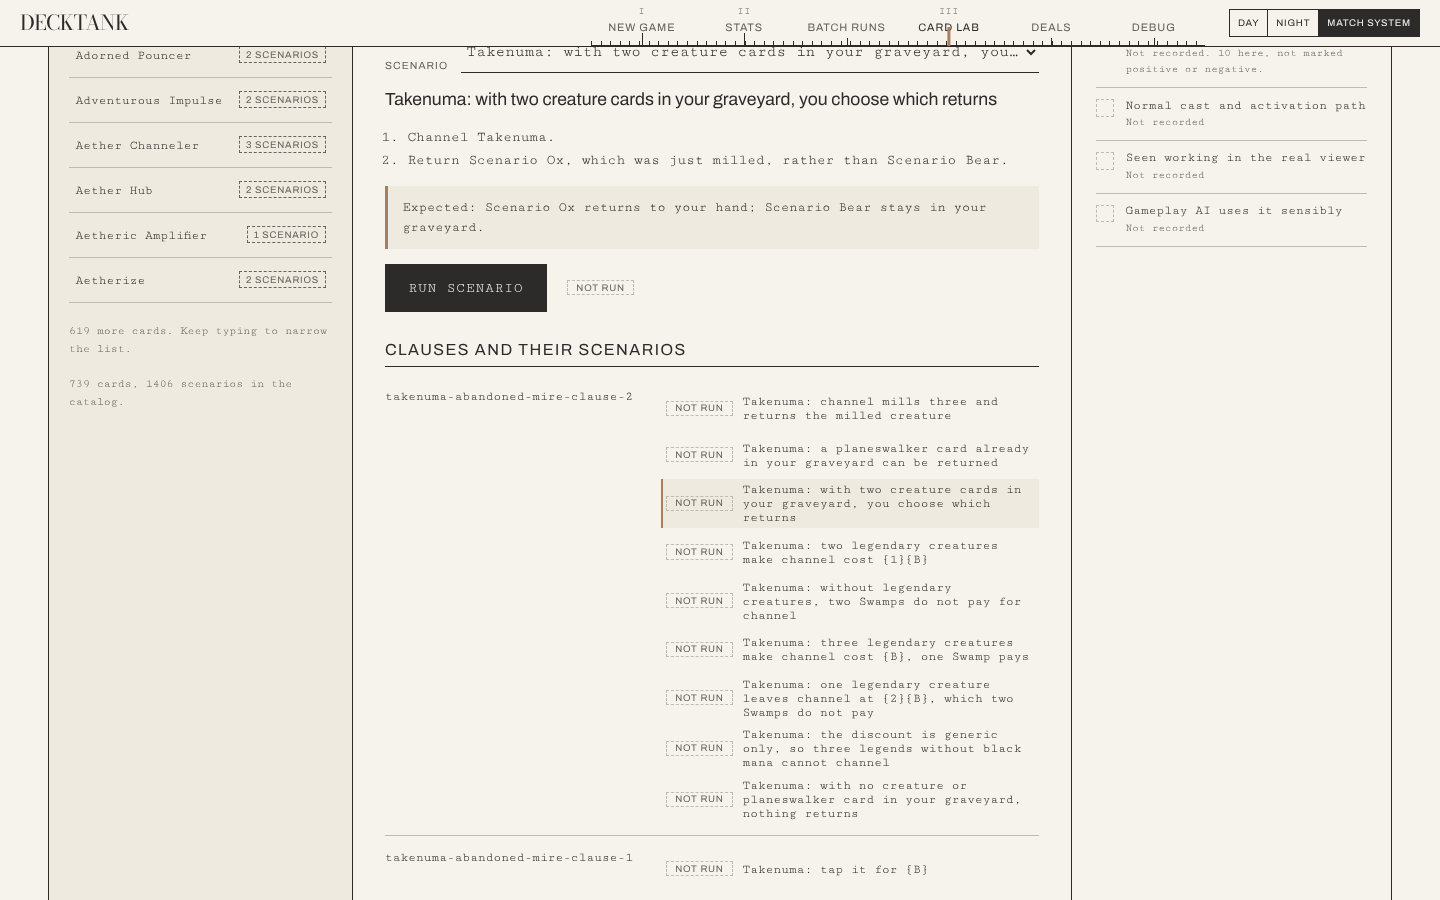 DECKTANK
I
NEW GAME
II
STATS
BATCH RUNS
III
CARD LAB
DEALS
DEBUG
DAY
NIGHT
MATCH SYSTEM
Adorned Pouncer
2 SCENARIOS
Adventurous Impulse
2 SCENARIOS
Aether Channeler
3 SCENARIOS
Aether Hub
2 SCENARIOS
Aetheric Amplifier
1 SCENARIO
Aetherize
2 SCENARIOS
619 more cards. Keep typing to narrow
the list.
739 cards, 1406 scenarios in the
catalog.
SCENARIO
Takenuma: with two creature cards in your graveyard, you…
Takenuma: with two creature cards in your graveyard, you choose which returns
1. Channel Takenuma.
2. Return Scenario Ox, which was just milled, rather than Scenario Bear.
Expected: Scenario Ox returns to your hand; Scenario Bear stays in your
graveyard.
RUN SCENARIO
NOT RUN
CLAUSES AND THEIR SCENARIOS
takenuma-abandoned-mire-clause-2
NOT RUN
Takenuma: channel mills three and
returns the milled creature
NOT RUN
Takenuma: a planeswalker card already
in your graveyard can be returned
NOT RUN
Takenuma: with two creature cards in
your graveyard, you choose which
returns
NOT RUN
Takenuma: two legendary creatures
make channel cost {1}{B}
NOT RUN
Takenuma: without legendary
creatures, two Swamps do not pay for
channel
NOT RUN
Takenuma: three legendary creatures
make channel cost {B}, one Swamp pays
NOT RUN
Takenuma: one legendary creature
leaves channel at {2}{B}, which two
Swamps do not pay
NOT RUN
Takenuma: the discount is generic
only, so three legends without black
mana cannot channel
NOT RUN
Takenuma: with no creature or
planeswalker card in your graveyard,
nothing returns
takenuma-abandoned-mire-clause-1
NOT RUN
Takenuma: tap it for {B}
Not recorded. 10 here, not marked
positive or negative.
Normal cast and activation path
Not recorded
Seen working in the real viewer
Not recorded
Gameplay AI uses it sensibly
Not recorded